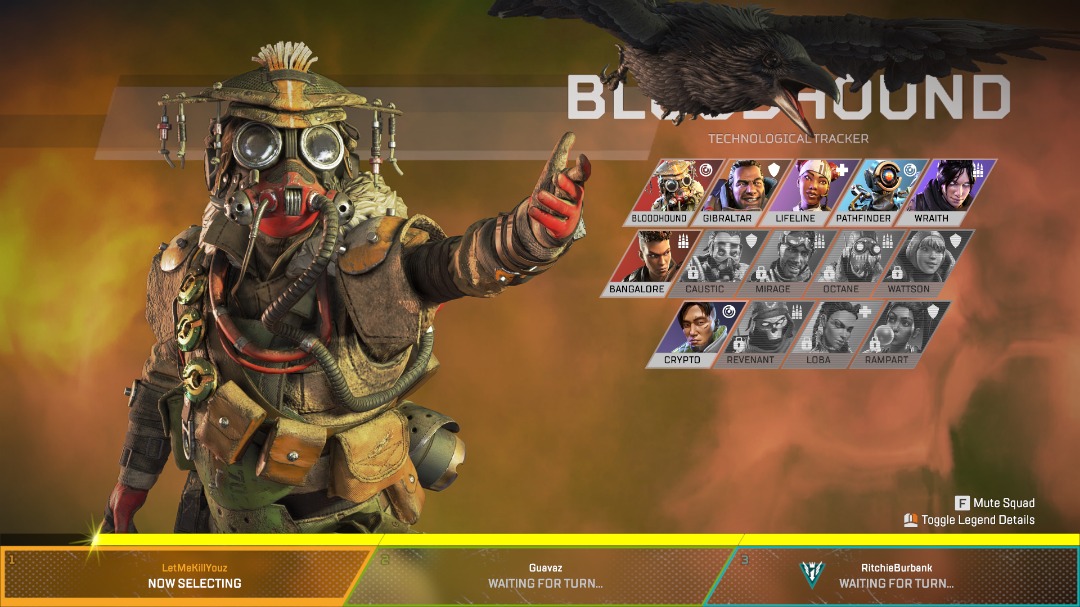 BLOODHOUND
TECHNOLOGICAL TRACKER
BLOODHOUND GIBRALTAR LIFELINE PATHFINDER WRAITH
BANGALORE CAUSTIC MIRAGE OCTANE WATTSON
CRYPTO REVENANT LOBA RAMPART
F Mute Squad
Toggle Legend Details
1 2 3
LetMeKillYouz Guavaz RitchieBurbank
NOW SELECTING WAITING FOR TURN... WAITING FOR TURN...